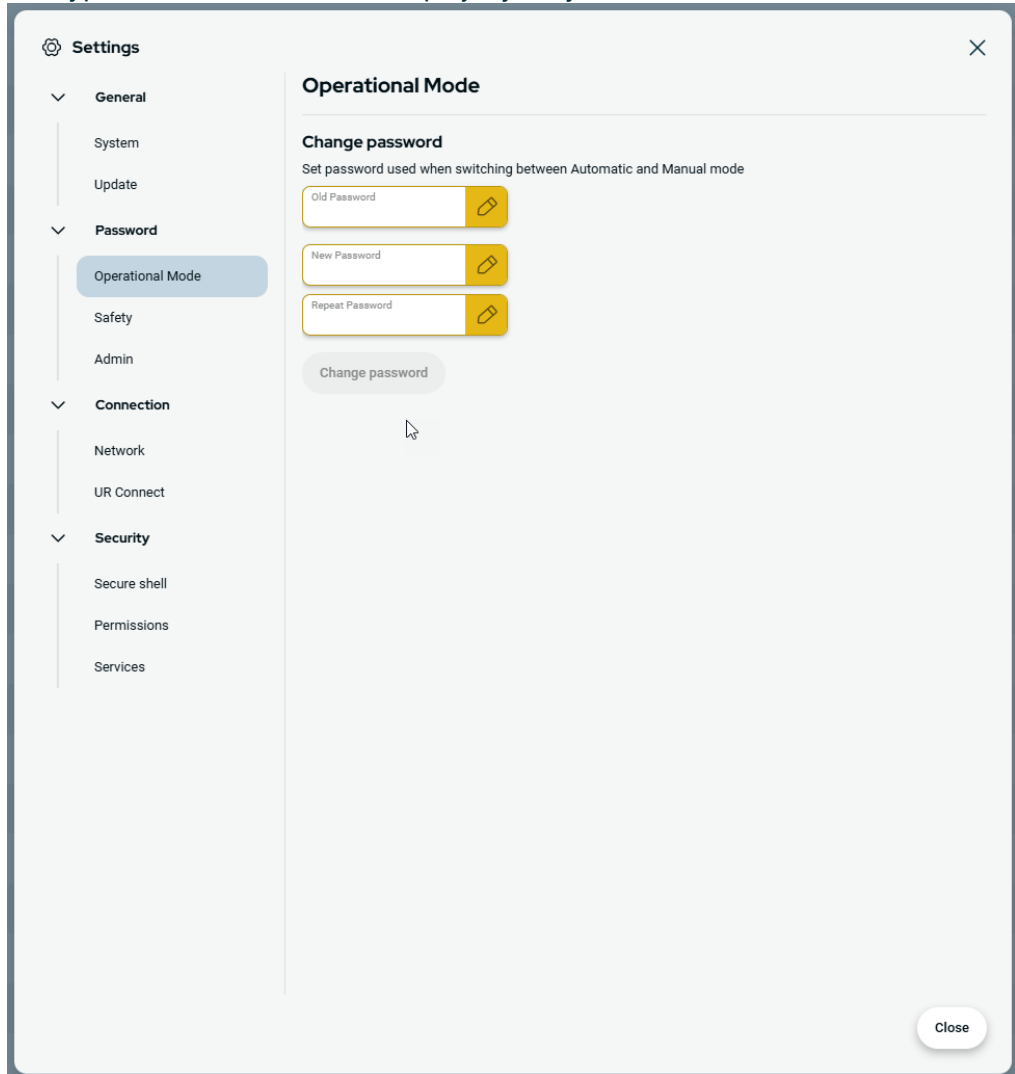 Settings
General
System
Update
Password
Operational Mode
Safety
Admin
Connection
Network
UR Connect
Security
Secure shell
Permissions
Services
Operational Mode
Change password
Set password used when switching between Automatic and Manual mode
Old Password
New Password
Repeat Password
Change password
Close